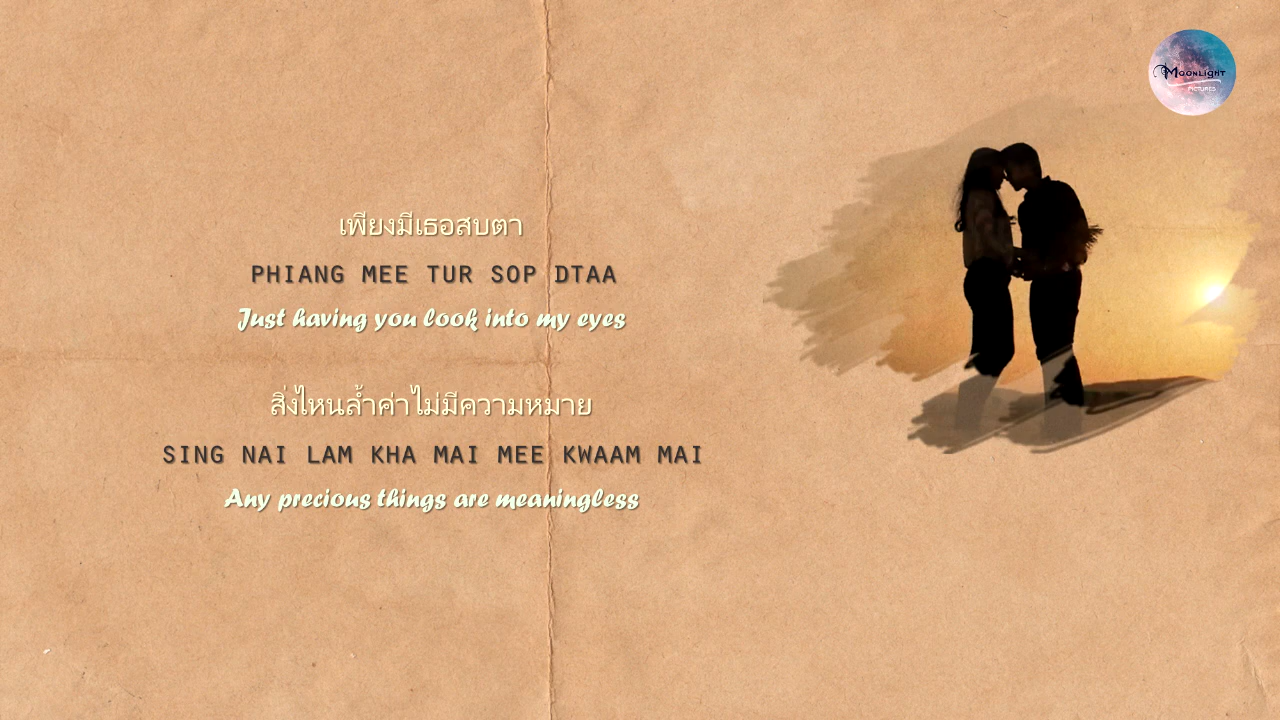 MOONLIGHT
PICTURES
เพียงมีเธอสบตา
PHIANG MEE TUR SOP DTAA
Just having you look into my eyes
สิ่งไหนล้ำค่าไม่มีความหมาย
SING NAI LAM KHA MAI MEE KWAAM MAI
Any precious things are meaningless